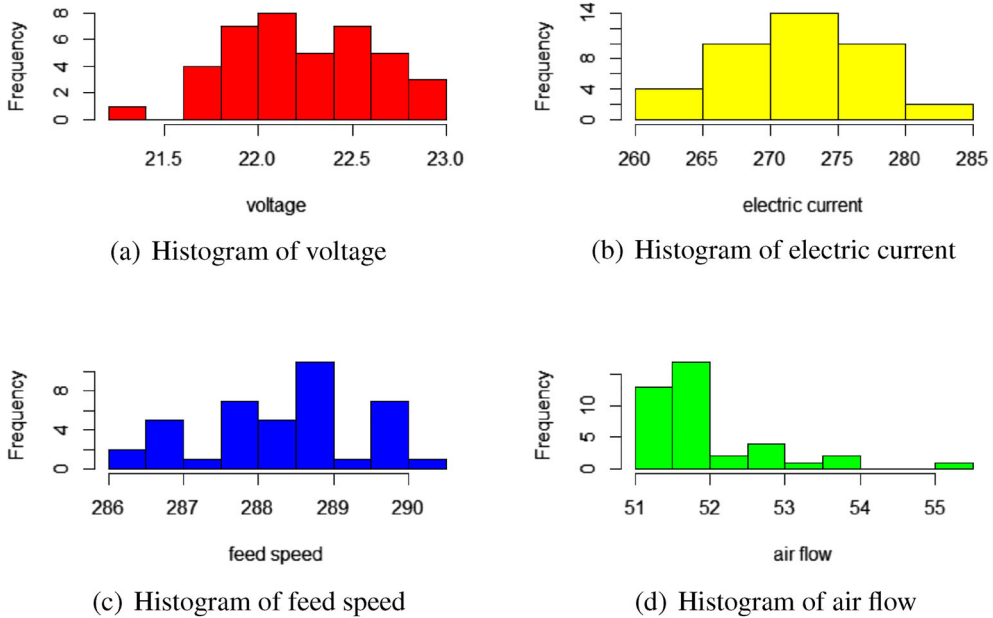 Frequency
0 2 4 6 8
21.5 22.0 22.5 23.0
voltage
(a) Histogram of voltage
Frequency
0 4 8 14
260 265 270 275 280 285
electric current
(b) Histogram of electric current
Frequency
0 4 8
286 287 288 289 290
feed speed
(c) Histogram of feed speed
Frequency
0 5 10
51 52 53 54 55
air flow
(d) Histogram of air flow